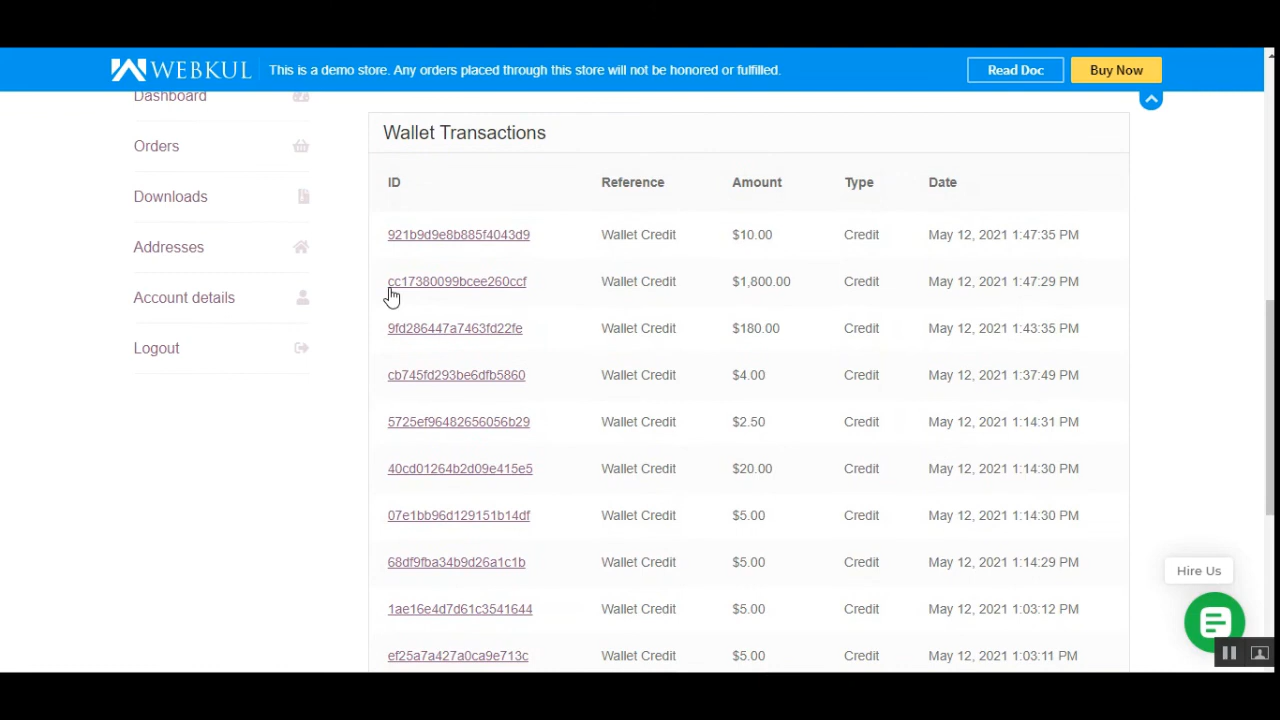 WEBKUL This is a demo store. Any orders placed through this store will not be honored or fulfilled. Read Doc Buy Now
Dashboard
Orders
Downloads
Addresses
Account details
Logout
Wallet Transactions
ID Reference Amount Type Date
921b9d9e8b885f4043d9 Wallet Credit $10.00 Credit May 12, 2021 1:47:35 PM
cc17380099bcee260ccf Wallet Credit $1,800.00 Credit May 12, 2021 1:47:29 PM
9fd286447a7463fd22fe Wallet Credit $180.00 Credit May 12, 2021 1:43:35 PM
cb745fd293be6dfb5860 Wallet Credit $4.00 Credit May 12, 2021 1:37:49 PM
5725ef96482656056b29 Wallet Credit $2.50 Credit May 12, 2021 1:14:31 PM
40cd01264b2d09e415e5 Wallet Credit $20.00 Credit May 12, 2021 1:14:30 PM
07e1bb96d129151b14df Wallet Credit $5.00 Credit May 12, 2021 1:14:30 PM
68df9fba34b9d26a1c1b Wallet Credit $5.00 Credit May 12, 2021 1:14:29 PM
1ae16e4d7d61c3541644 Wallet Credit $5.00 Credit May 12, 2021 1:03:12 PM
ef25a7a427a0ca9e713c Wallet Credit $5.00 Credit May 12, 2021 1:03:11 PM
Hire Us